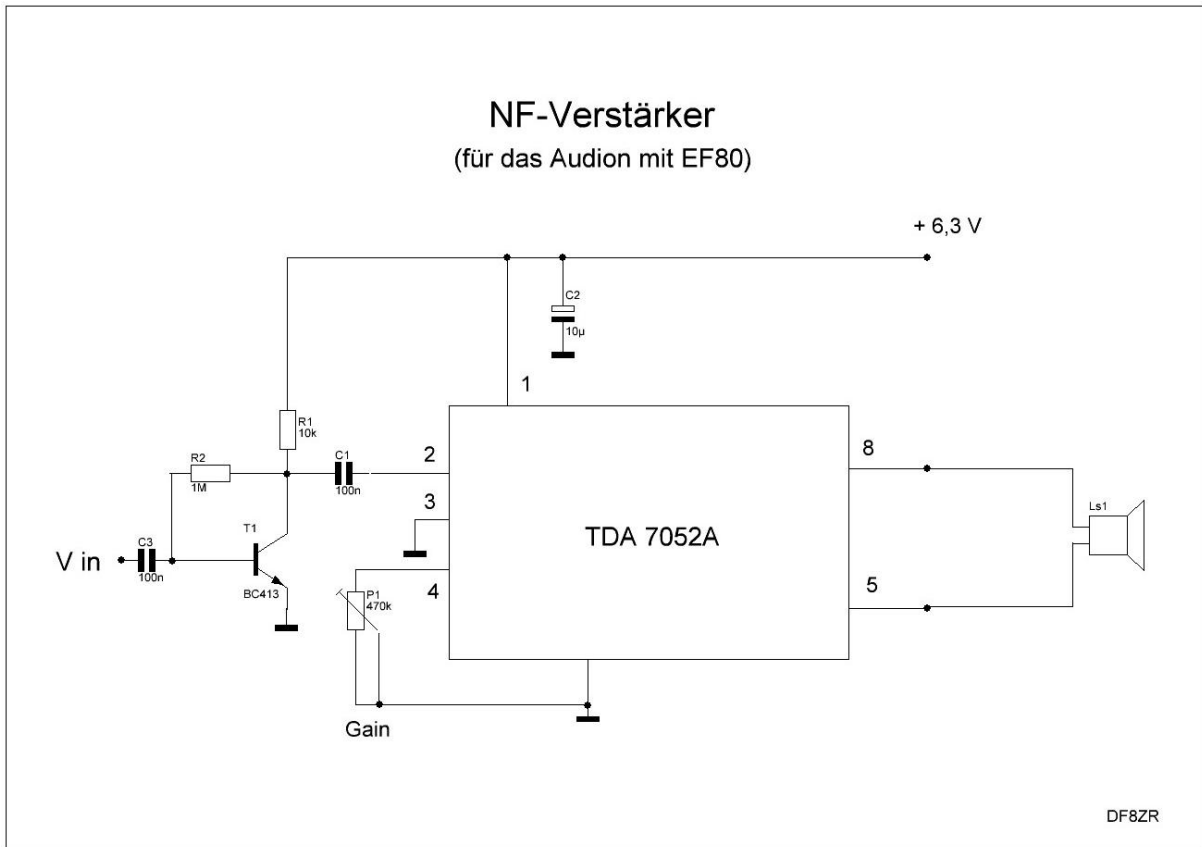 NF-Verstärker
(für das Audion mit EF80)
+ 6,3 V
C2
10µ
1
R1
10k
R2
1M
C1
100n
2
3
4
8
5
TDA 7052A
Ls1
V in
C3
100n
T1
BC413
P1
470k
Gain
DF8ZR